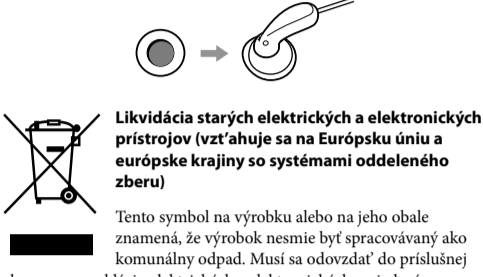 Likvidácia starých elektrických a elektronických
prístrojov (vzt’ahuje sa na Európsku úniu a
európske krajiny so systémami oddeleného
zberu)
Tento symbol na výrobku alebo na jeho obale
znamená, že výrobok nesmie byť spracovávaný ako
komunálny odpad. Musí sa odovzdať do príslušnej